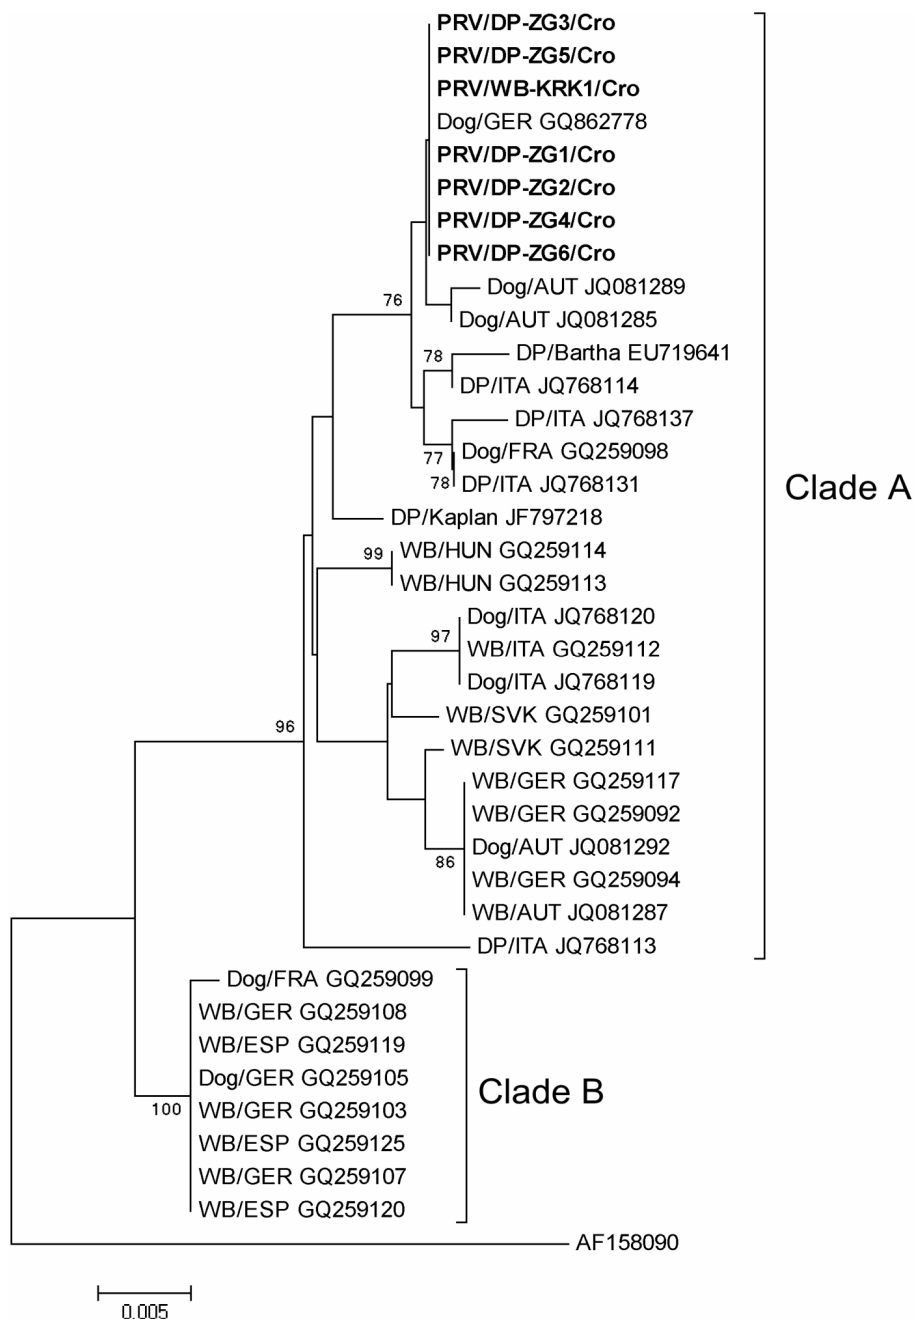 PRV/DP-ZG3/Cro
PRV/DP-ZG5/Cro
PRV/WB-KRK1/Cro
Dog/GER GQ862778
PRV/DP-ZG1/Cro
PRV/DP-ZG2/Cro
PRV/DP-ZG4/Cro
PRV/DP-ZG6/Cro
Dog/AUT JQ081289
76
Dog/AUT JQ081285
78
DP/Bartha EU719641
DP/ITA JQ768114
DP/ITA JQ768137
Dog/FRA GQ259098
77
78
DP/ITA JQ768131
Clade A
DP/Kaplan JF797218
99
WB/HUN GQ259114
WB/HUN GQ259113
Dog/ITA JQ768120
97
WB/ITA GQ259112
Dog/ITA JQ768119
WB/SVK GQ259101
96
WB/SVK GQ259111
WB/GER GQ259117
WB/GER GQ259092
Dog/AUT JQ081292
86
WB/GER GQ259094
WB/AUT JQ081287
DP/ITA JQ768113
Dog/FRA GQ259099
WB/GER GQ259108
WB/ESP GQ259119
Dog/GER GQ259105
Clade B
100
WB/GER GQ259103
WB/ESP GQ259125
WB/GER GQ259107
WB/ESP GQ259120
AF158090
0.005